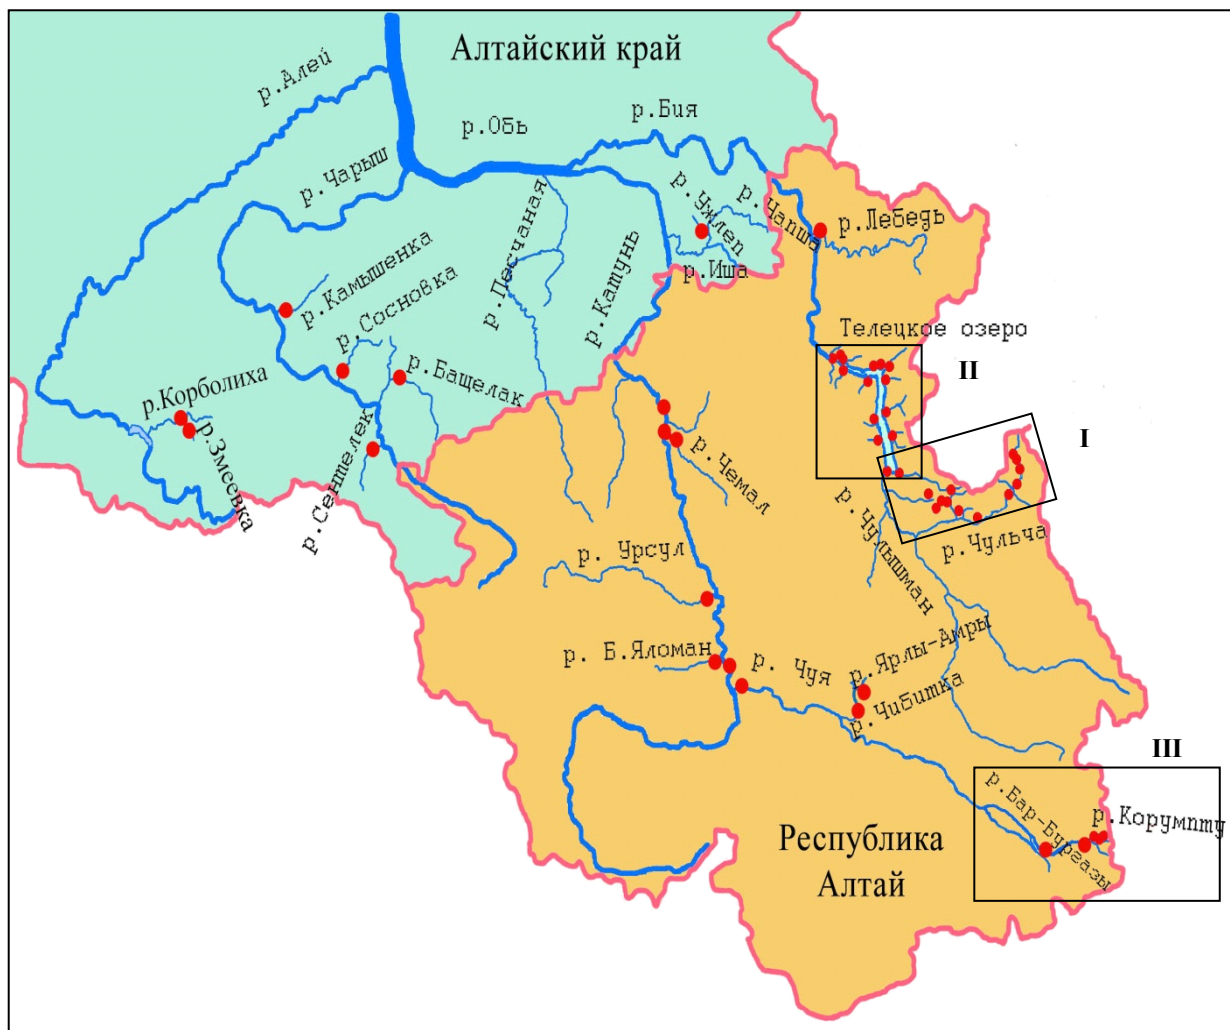 Алтайский край
р.Алей
р.Обь
р.Бия
р.Чарыш
р.Песчаная
р.Ужлеп
р.Чапша
р.Лебедь
р.Иша
р.Катунь
р.Камышенка
р.Сосновка
р.Бащелак
Телецкое озеро
II
I
р.Корболиха
р.Змеевка
р.Сентелек
р.Чемал
р.Чулышман
р.Чульча
р. Урсул
р. Б.Яломан
р. Чуя
р.Ярлы-Амры
р.Чибитка
III
р.Бар-Бургазы
р.Корумпту
Республика
Алтай